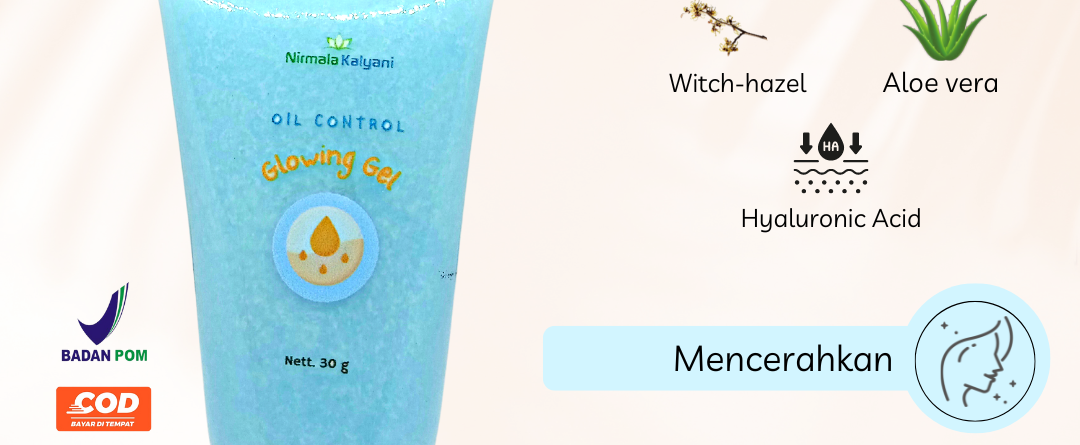 Nirmala Kalyani
OIL CONTROL
Glowing Gel
Nett. 30 g
BADAN POM
COD
BAYAR DI TEMPAT
Witch-hazel
Aloe vera
HA
Hyaluronic Acid
Mencerahkan